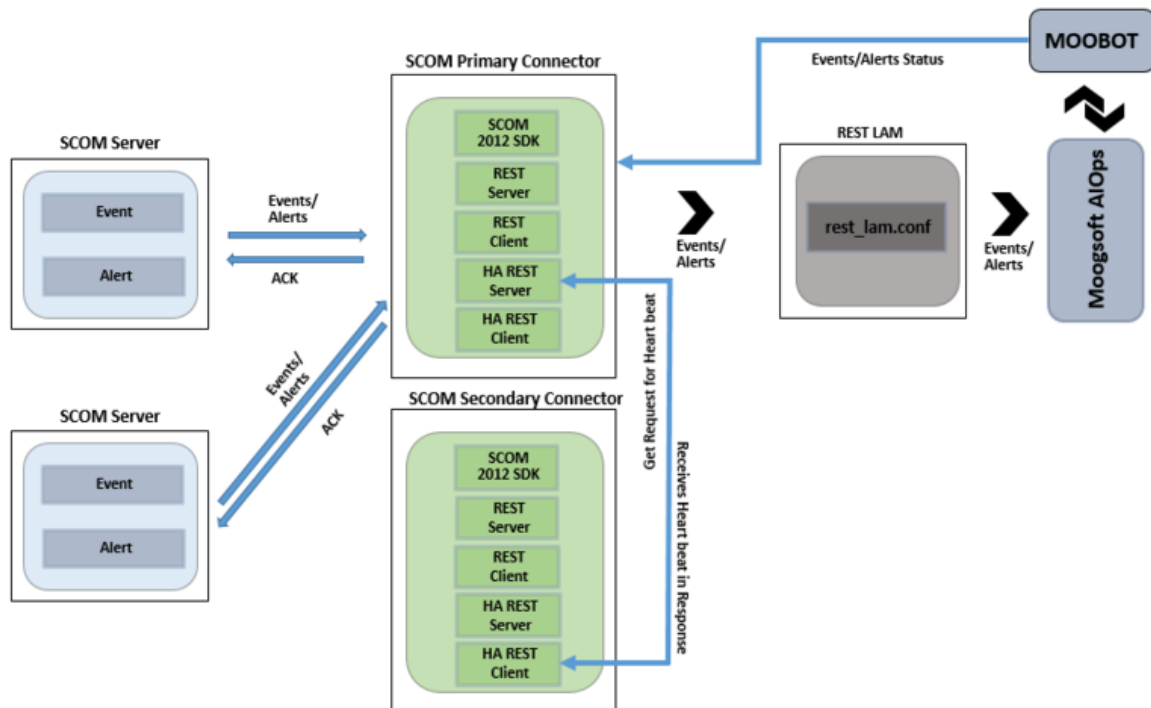 MOOBOT
Events/Alerts Status
SCOM Primary Connector
SCOM
2012 SDK
REST
Server
REST
Client
HA REST
Server
HA REST
Client
SCOM Server
Event
Alert
Events/
Alerts
ACK
Events/
Alerts
REST LAM
rest_lam.conf
Events/
Alerts
Moogsoft AIOps
SCOM Server
Event
Alert
Events/
Alerts
ACK
Get Request for Heart beat
Receives Heart beat in Response
SCOM Secondary Connector
SCOM
2012 SDK
REST
Server
REST
Client
HA REST
Server
HA REST
Client